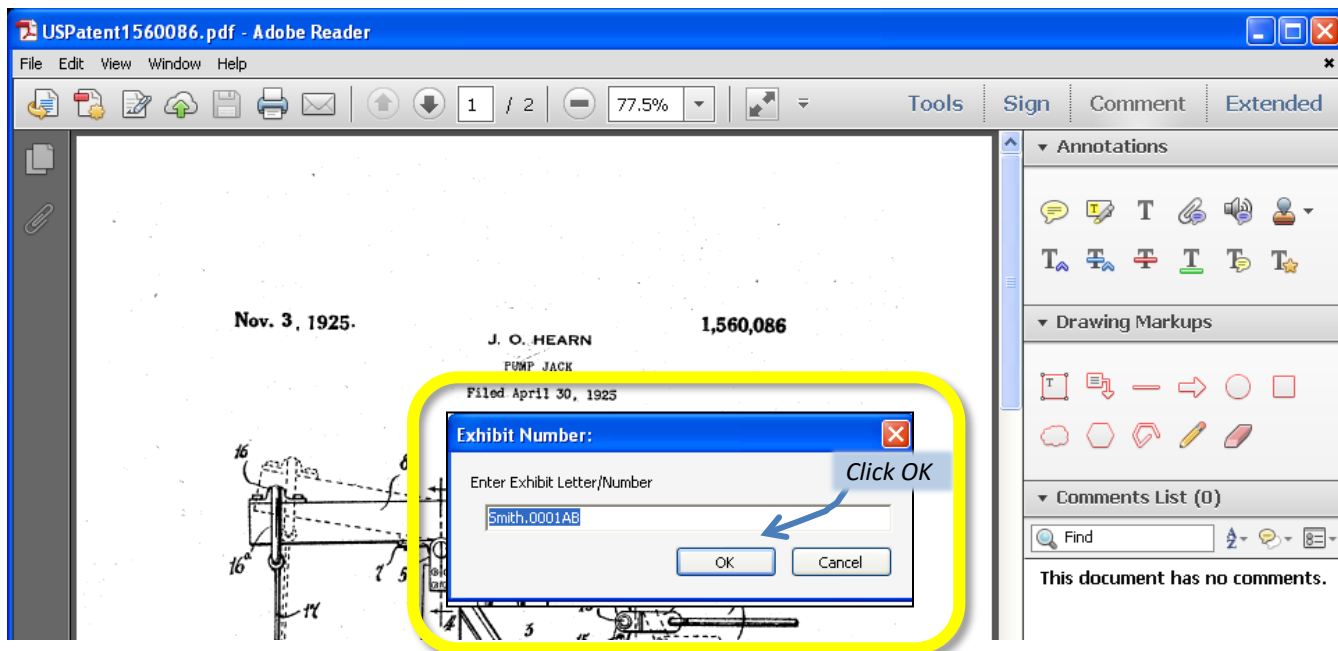 USPatent1560086.pdf - Adobe Reader
File Edit View Window Help
1 / 2 77.5% Tools Sign Comment Extended
Annotations
T T
T T T T T T
Nov. 3, 1925.
1,560,086
J. O. HEARN
PUMP JACK
Filed April 30, 1925
Drawing Markups
T
Exhibit Number:
Click OK
Enter Exhibit Letter/Number
Smith.0001AB
OK Cancel
Comments List (0)
Find
This document has no comments.
16
8
16a
7 5
17
4 3
15